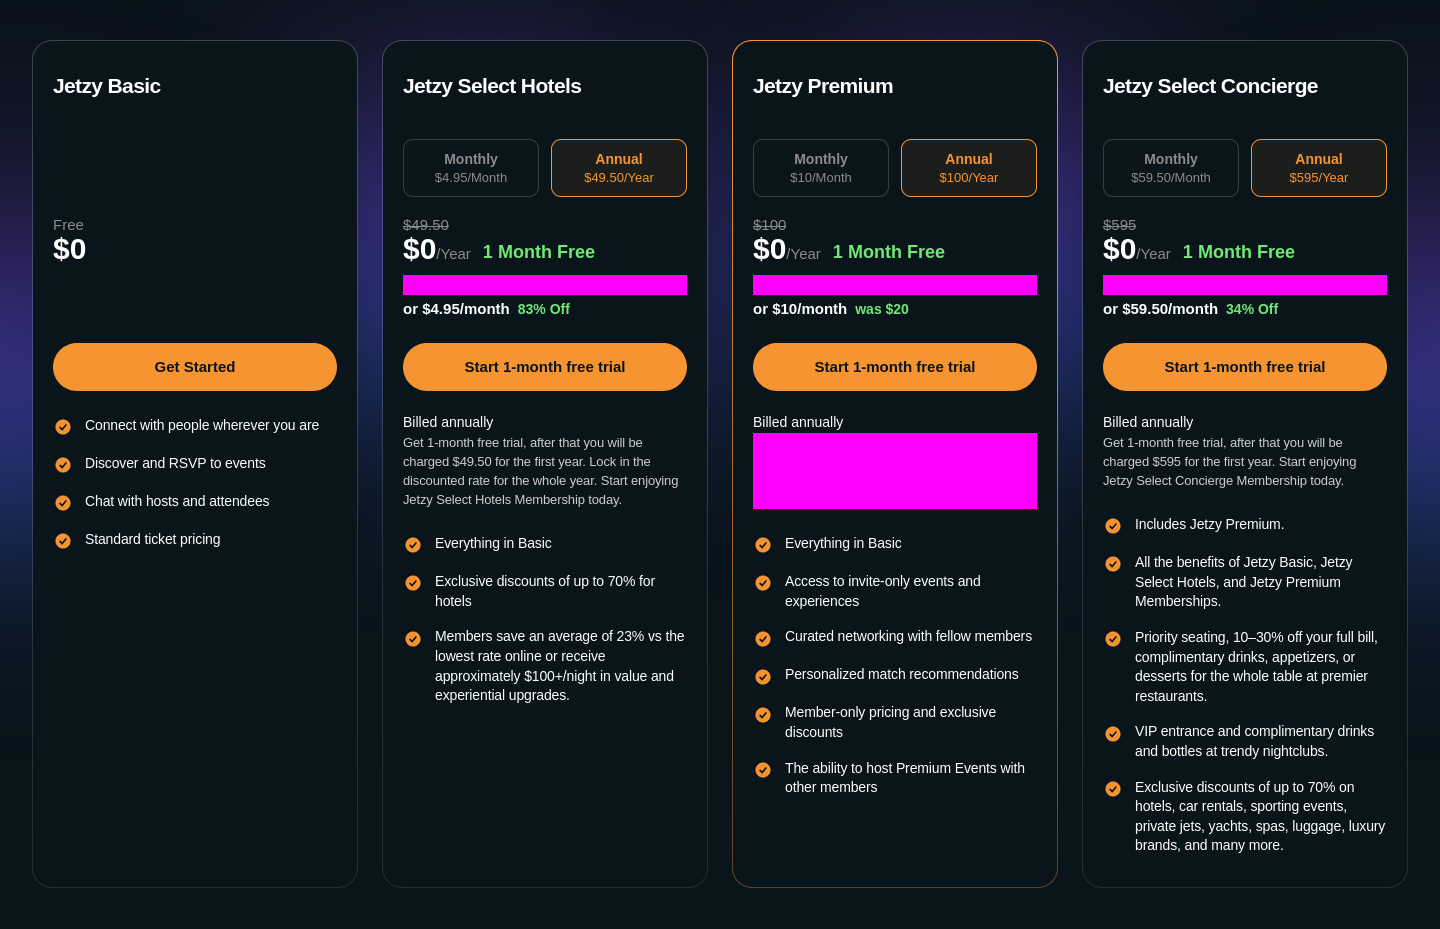 Jetzy Basic
Free
$0
Get Started
Connect with people wherever you are
Discover and RSVP to events
Chat with hosts and attendees
Standard ticket pricing
Jetzy Select Hotels
Monthly
$4.95/Month
Annual
$49.50/Year
$49.50
$0/Year 1 Month Free
or $4.95/month 83% Off
Start 1-month free trial
Billed annually
Get 1-month free trial, after that you will be
charged $49.50 for the first year. Lock in the
discounted rate for the whole year. Start enjoying
Jetzy Select Hotels Membership today.
Everything in Basic
Exclusive discounts of up to 70% for
hotels
Members save an average of 23% vs the
lowest rate online or receive
approximately $100+/night in value and
experiential upgrades.
Jetzy Premium
Monthly
$10/Month
Annual
$100/Year
$100
$0/Year 1 Month Free
or $10/month was $20
Start 1-month free trial
Billed annually
Everything in Basic
Access to invite-only events and
experiences
Curated networking with fellow members
Personalized match recommendations
Member-only pricing and exclusive
discounts
The ability to host Premium Events with
other members
Jetzy Select Concierge
Monthly
$59.50/Month
Annual
$595/Year
$595
$0/Year 1 Month Free
or $59.50/month 34% Off
Start 1-month free trial
Billed annually
Get 1-month free trial, after that you will be
charged $595 for the first year. Start enjoying
Jetzy Select Concierge Membership today.
Includes Jetzy Premium.
All the benefits of Jetzy Basic, Jetzy
Select Hotels, and Jetzy Premium
Memberships.
Priority seating, 10–30% off your full bill,
complimentary drinks, appetizers, or
desserts for the whole table at premier
restaurants.
VIP entrance and complimentary drinks
and bottles at trendy nightclubs.
Exclusive discounts of up to 70% on
hotels, car rentals, sporting events,
private jets, yachts, spas, luggage, luxury
brands, and many more.